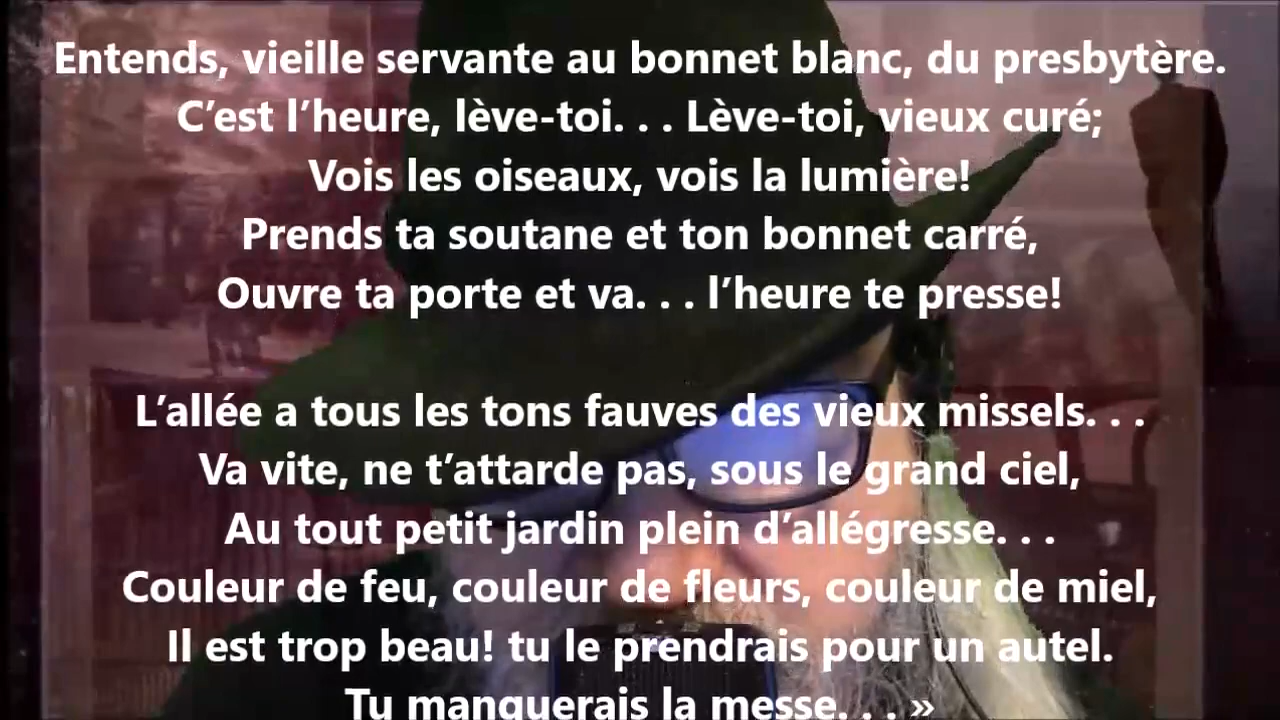 Entends, vieille servante au bonnet blanc, du presbytère.
C’est l’heure, lève-toi. . . Lève-toi, vieux curé;
Vois les oiseaux, vois la lumière!
Prends ta soutane et ton bonnet carré,
Ouvre ta porte et va. . . l’heure te presse!
L’allée a tous les tons fauves des vieux missels. . .
Va vite, ne t’attarde pas, sous le grand ciel,
Au tout petit jardin plein d’allégresse. . .
Couleur de feu, couleur de fleurs, couleur de miel,
Il est trop beau! tu le prendrais pour un autel.
Tu manquerais la messe. . . »